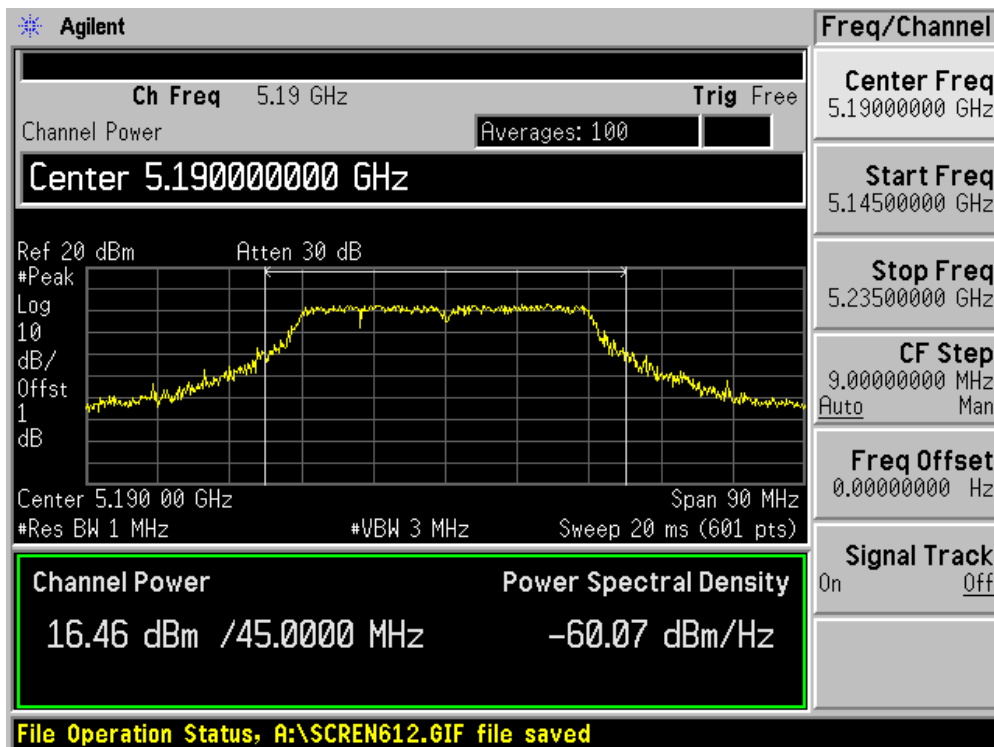 Agilent
Freq/Channel
Ch Freq 5.19 GHz Trig Free
Channel Power Averages: 100
Center 5.190000000 GHz
Ref 20 dBm Atten 30 dB
#Peak
Log
10
dB/
Offst
1
dB
Center 5.190 00 GHz Span 90 MHz
#Res BW 1 MHz #VBW 3 MHz Sweep 20 ms (601 pts)
Channel Power Power Spectral Density
16.46 dBm /45.0000 MHz -60.07 dBm/Hz
File Operation Status, A:\SCREN612.GIF file saved
Center Freq
5.19000000 GHz
Start Freq
5.14500000 GHz
Stop Freq
5.23500000 GHz
CF Step
9.00000000 MHz
Auto Man
Freq Offset
0.00000000 Hz
Signal Track
On Off